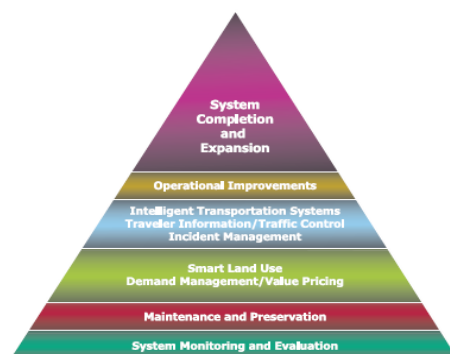 System
Completion
and
Expansion
Operational Improvements
Intelligent Transportation Systems
Traveler Information/Traffic Control
Incident Management
Smart Land Use
Demand Management/Value Pricing
Maintenance and Preservation
System Monitoring and Evaluation